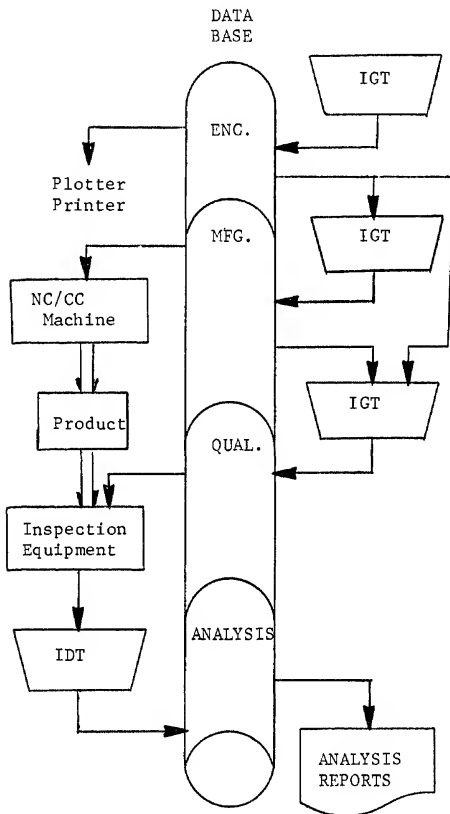 DATA
BASE
IGT
ENC.
Plotter
Printer
MFG.
IGT
NC/CC
Machine
IGT
Product
QUAL.
Inspection
Equipment
ANALYSIS
IDT
ANALYSIS
REPORTS